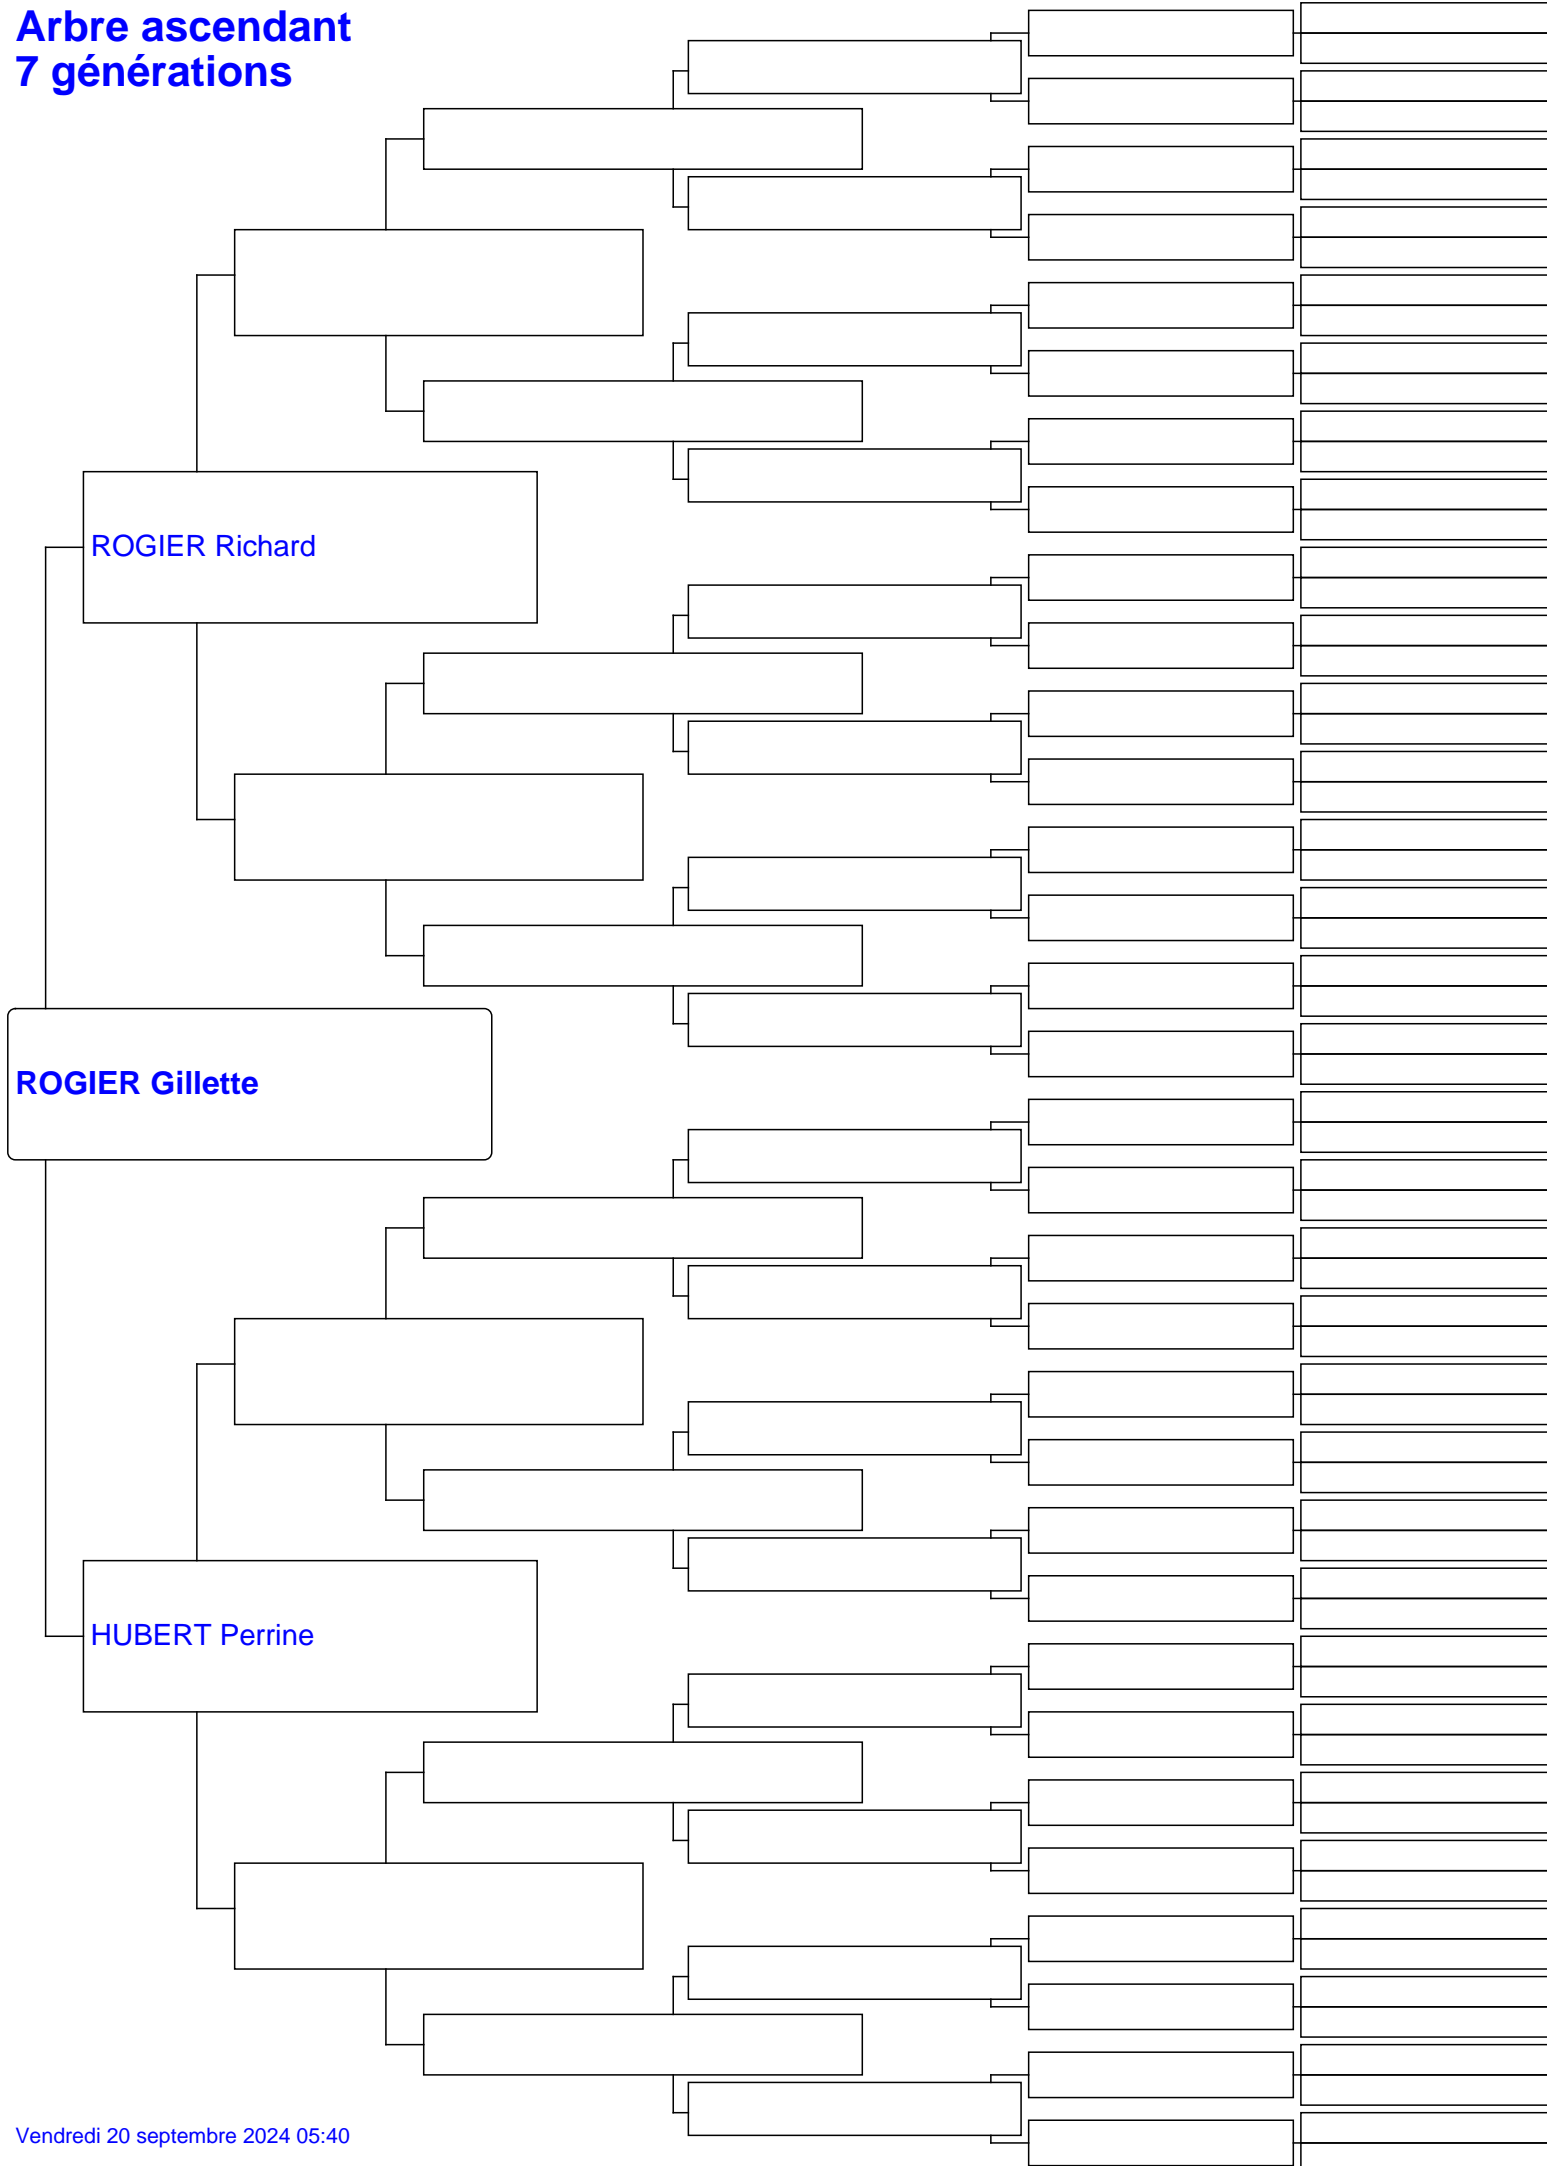 Arbre ascendant
7 générations
ROGIER Richard
ROGIER Gillette
HUBERT Perrine
Vendredi 20 septembre 2024 05:40